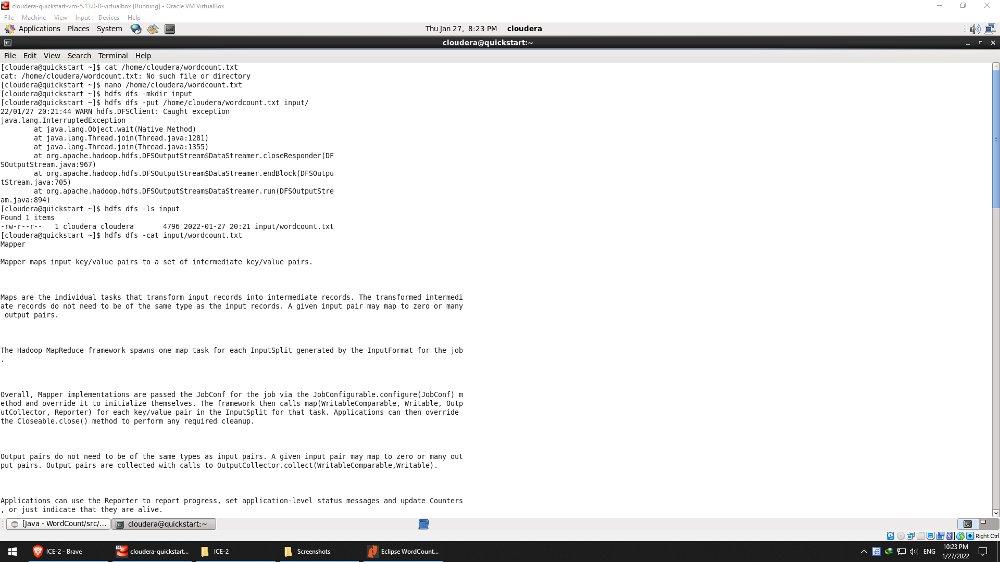 cloudera-quickstart-vm-5.13.0-0-virtualbox [Running] - Oracle VM VirtualBox
File Machine View Input Devices Help
Applications Places System Thu Jan 27, 8:23 PM cloudera
cloudera@quickstart:~
File Edit View Search Terminal Help
[cloudera@quickstart ~]$ cat /home/cloudera/wordcount.txt
cat: /home/cloudera/wordcount.txt: No such file or directory
[cloudera@quickstart ~]$ nano /home/cloudera/wordcount.txt
[cloudera@quickstart ~]$ hdfs dfs -mkdir input
[cloudera@quickstart ~]$ hdfs dfs -put /home/cloudera/wordcount.txt input/
22/01/27 20:21:44 WARN hdfs.DFSClient: Caught exception
java.lang.InterruptedException
        at java.lang.Object.wait(Native Method)
        at java.lang.Thread.join(Thread.java:1281)
        at java.lang.Thread.join(Thread.java:1355)
        at org.apache.hadoop.hdfs.DFSOutputStream$DataStreamer.closeResponder(DF
SOutputStream.java:967)
        at org.apache.hadoop.hdfs.DFSOutputStream$DataStreamer.endBlock(DFSOutpu
tStream.java:705)
        at org.apache.hadoop.hdfs.DFSOutputStream$DataStreamer.run(DFSOutputStre
am.java:894)
[cloudera@quickstart ~]$ hdfs dfs -ls input
Found 1 items
-rw-r--r--   1 cloudera cloudera       4796 2022-01-27 20:21 input/wordcount.txt
[cloudera@quickstart ~]$ hdfs dfs -cat input/wordcount.txt
Mapper
Mapper maps input key/value pairs to a set of intermediate key/value pairs.
Maps are the individual tasks that transform input records into intermediate records. The transformed intermedi
ate records do not need to be of the same type as the input records. A given input pair may map to zero or many
 output pairs.
The Hadoop MapReduce framework spawns one map task for each InputSplit generated by the InputFormat for the job
.
Overall, Mapper implementations are passed the JobConf for the job via the JobConfigurable.configure(JobConf) m
ethod and override it to initialize themselves. The framework then calls map(WritableComparable, Writable, Outp
utCollector, Reporter) for each key/value pair in the InputSplit for that task. Applications can then override
the Closeable.close() method to perform any required cleanup.
Output pairs do not need to be of the same types as input pairs. A given input pair may map to zero or many out
put pairs. Output pairs are collected with calls to OutputCollector.collect(WritableComparable,Writable).
Applications can use the Reporter to report progress, set application-level status messages and update Counters
, or just indicate that they are alive.
[Java - WordCount/src/... cloudera@quickstart:~
Right Ctrl
ICE-2 - Brave cloudera-quickstart... ICE-2 Screenshots Eclipse WordCount... ENG 10:23 PM
1/27/2022